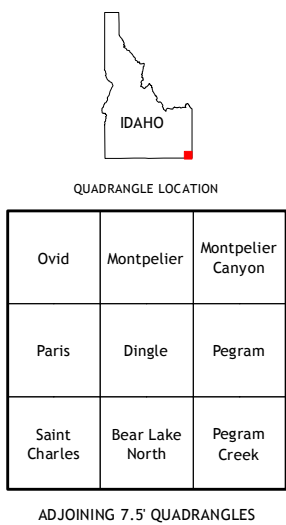 IDAHO
QUADRANGLE LOCATION
Ovid
Montpelier
Montpelier
Canyon
Paris
Dingle
Pegram
Saint
Charles
Bear Lake
North
Pegram
Creek
ADJOINING 7.5' QUADRANGLES